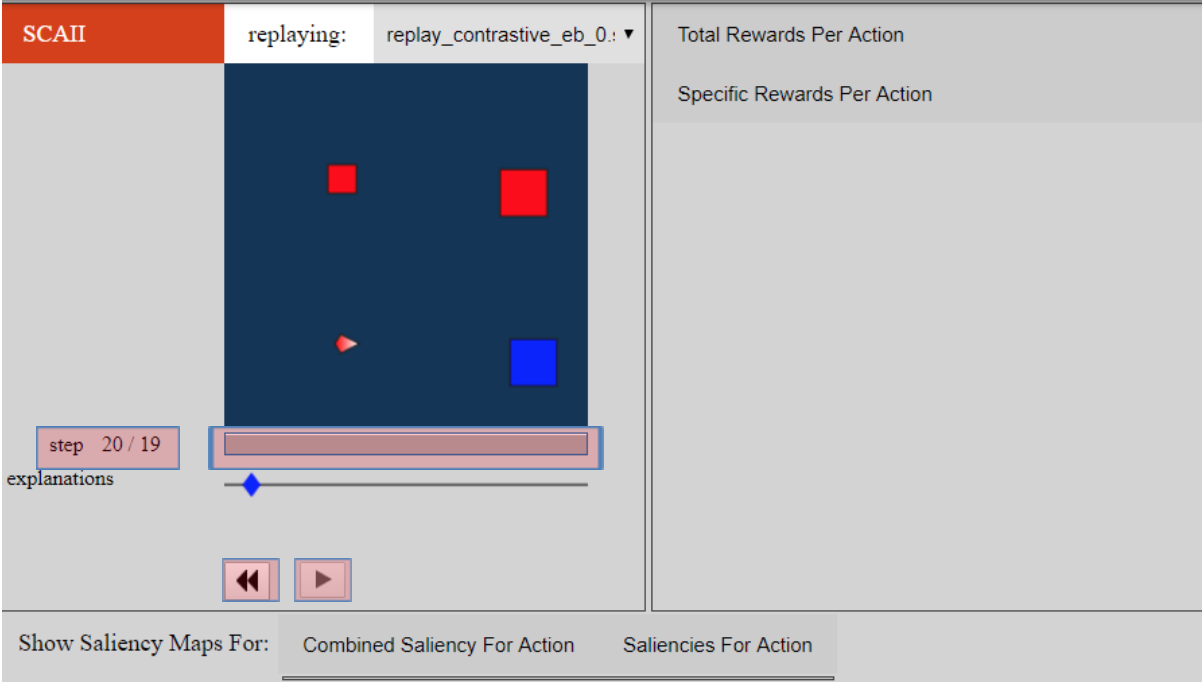 SCAII
replaying:
replay_contrastive_eb_0.s
Total Rewards Per Action
Specific Rewards Per Action
step 20 / 19
explanations
Show Saliency Maps For:
Combined Saliency For Action
Saliencies For Action